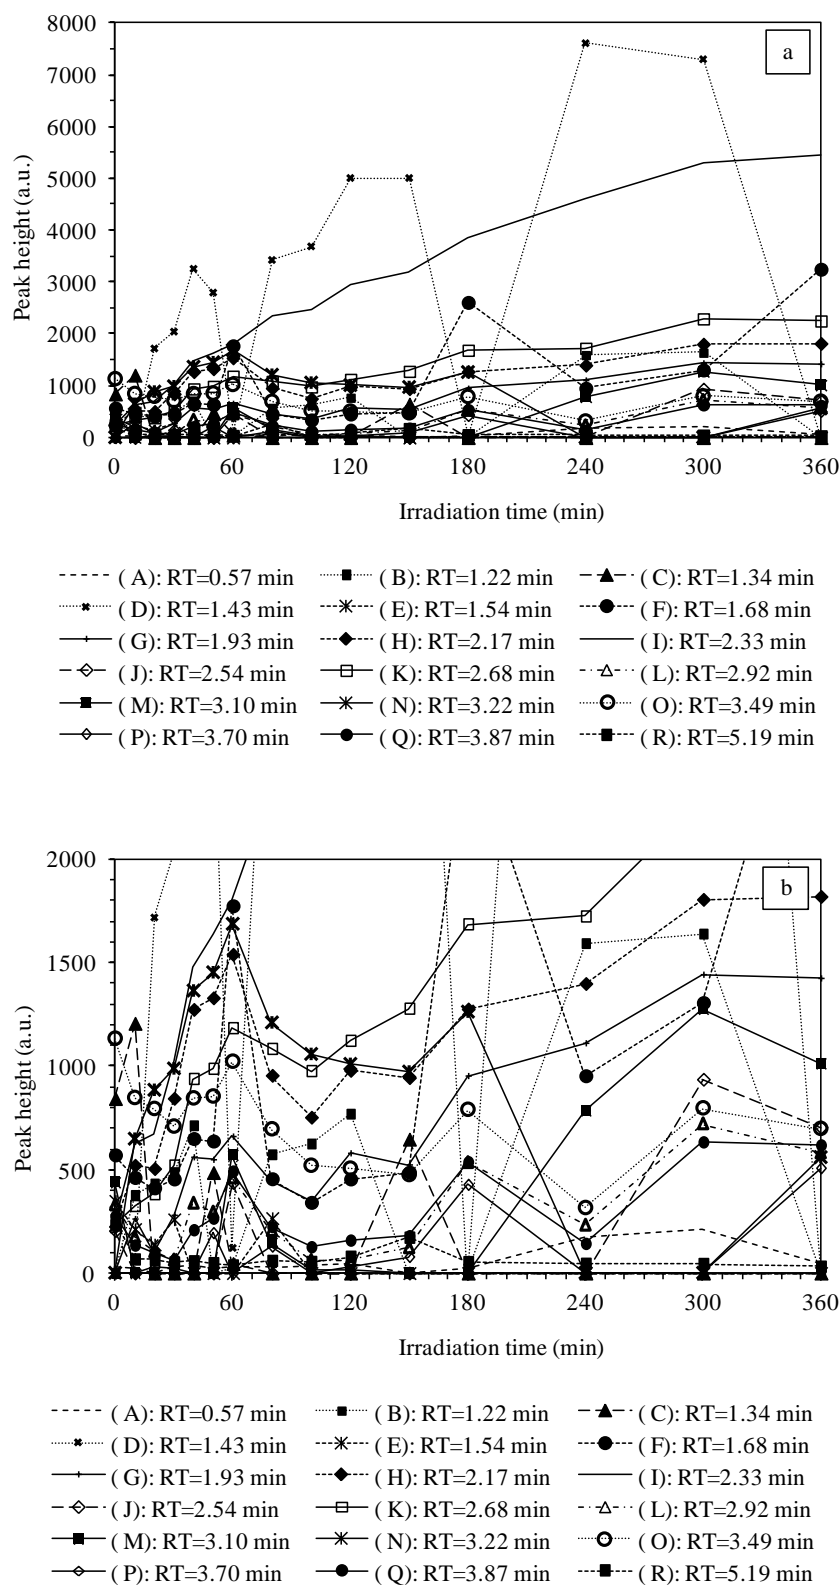 8000
a
7000
6000
5000
4000
3000
2000
1000
0
Peak height (a.u.)
0 60 120 180 240 300 360
Irradiation time (min)
( A): RT=0.57 min ( B): RT=1.22 min ( C): RT=1.34 min
( D): RT=1.43 min ( E): RT=1.54 min ( F): RT=1.68 min
( G): RT=1.93 min ( H): RT=2.17 min ( I): RT=2.33 min
( J): RT=2.54 min ( K): RT=2.68 min ( L): RT=2.92 min
( M): RT=3.10 min ( N): RT=3.22 min ( O): RT=3.49 min
( P): RT=3.70 min ( Q): RT=3.87 min ( R): RT=5.19 min
2000
b
1500
1000
500
0
Peak height (a.u.)
0 60 120 180 240 300 360
Irradiation time (min)
( A): RT=0.57 min ( B): RT=1.22 min ( C): RT=1.34 min
( D): RT=1.43 min ( E): RT=1.54 min ( F): RT=1.68 min
( G): RT=1.93 min ( H): RT=2.17 min ( I): RT=2.33 min
( J): RT=2.54 min ( K): RT=2.68 min ( L): RT=2.92 min
( M): RT=3.10 min ( N): RT=3.22 min ( O): RT=3.49 min
( P): RT=3.70 min ( Q): RT=3.87 min ( R): RT=5.19 min